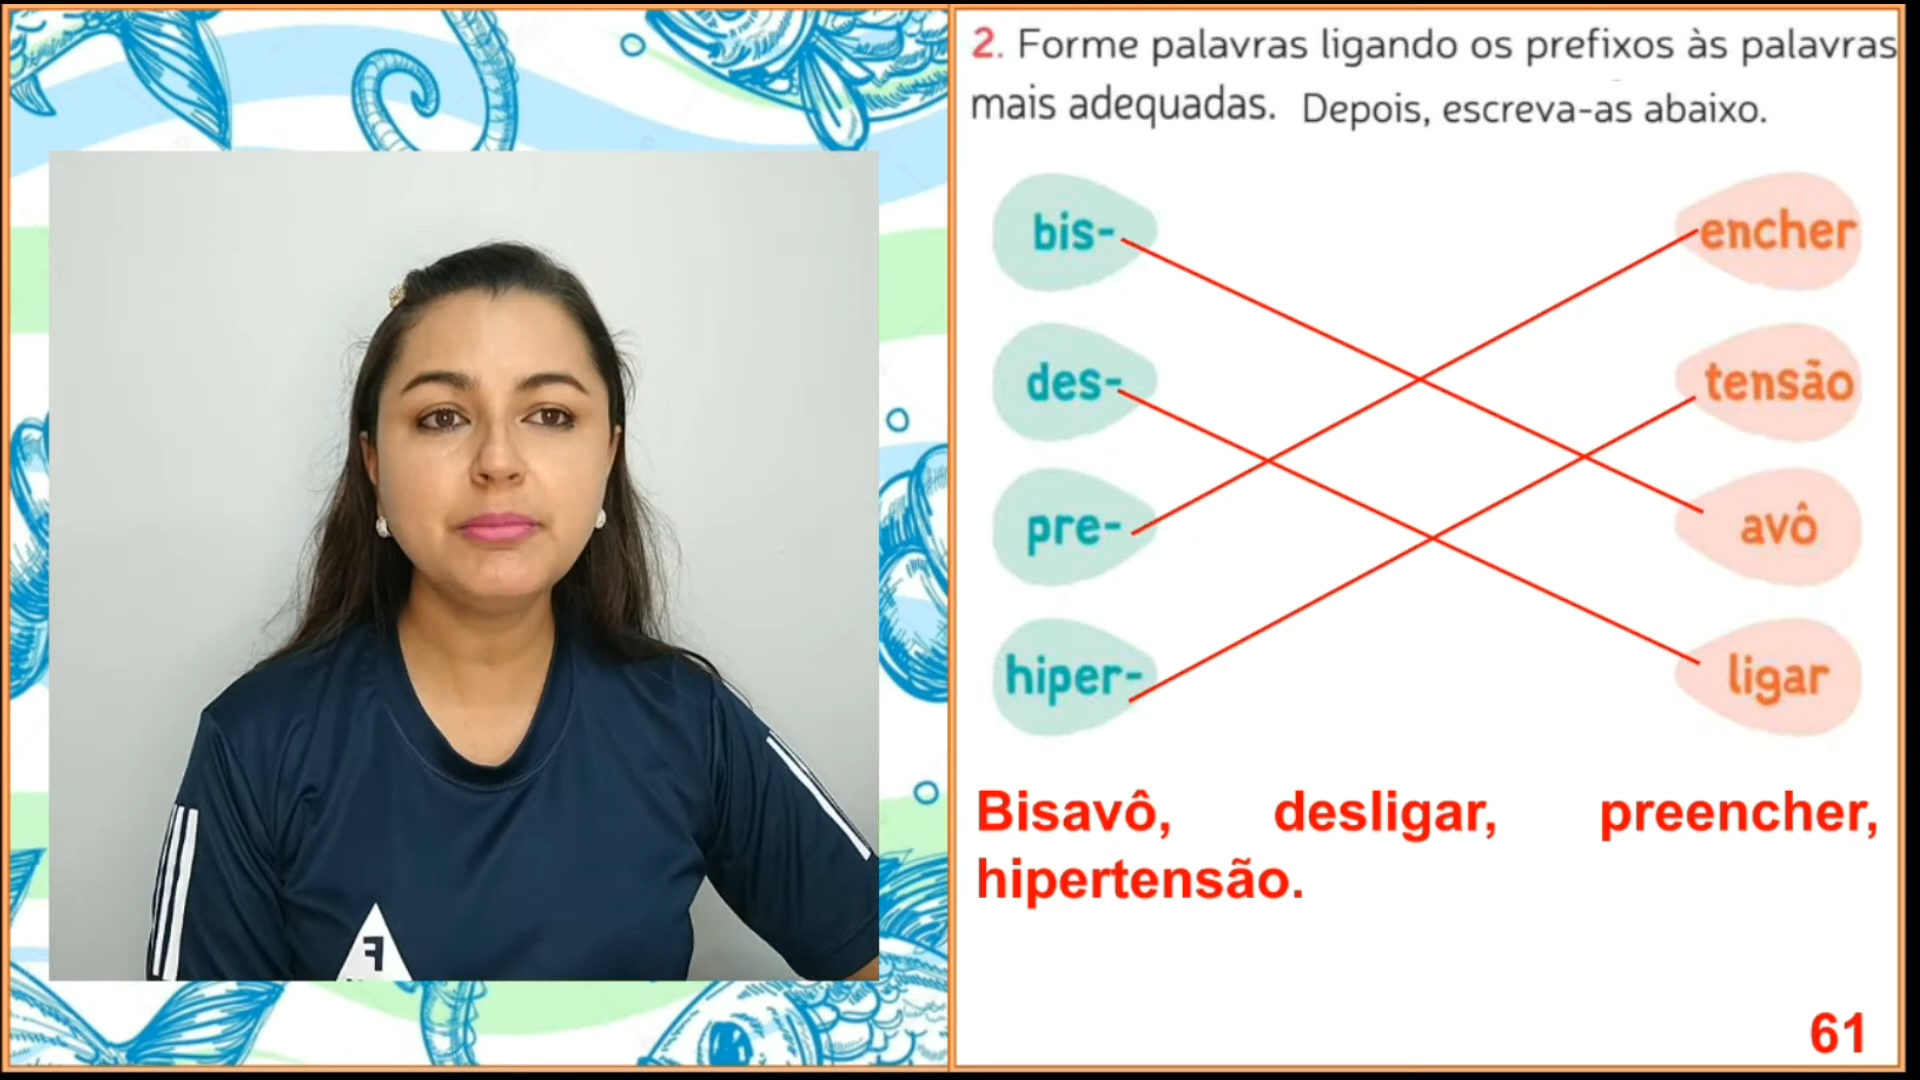 2. Forme palavras ligando os prefixos às palavras
mais adequadas. Depois, escreva-as abaixo.
bis- encher
des- tensão
pre- avô
hiper- ligar
Bisavô, desligar, preencher,
hipertensão.
61
F